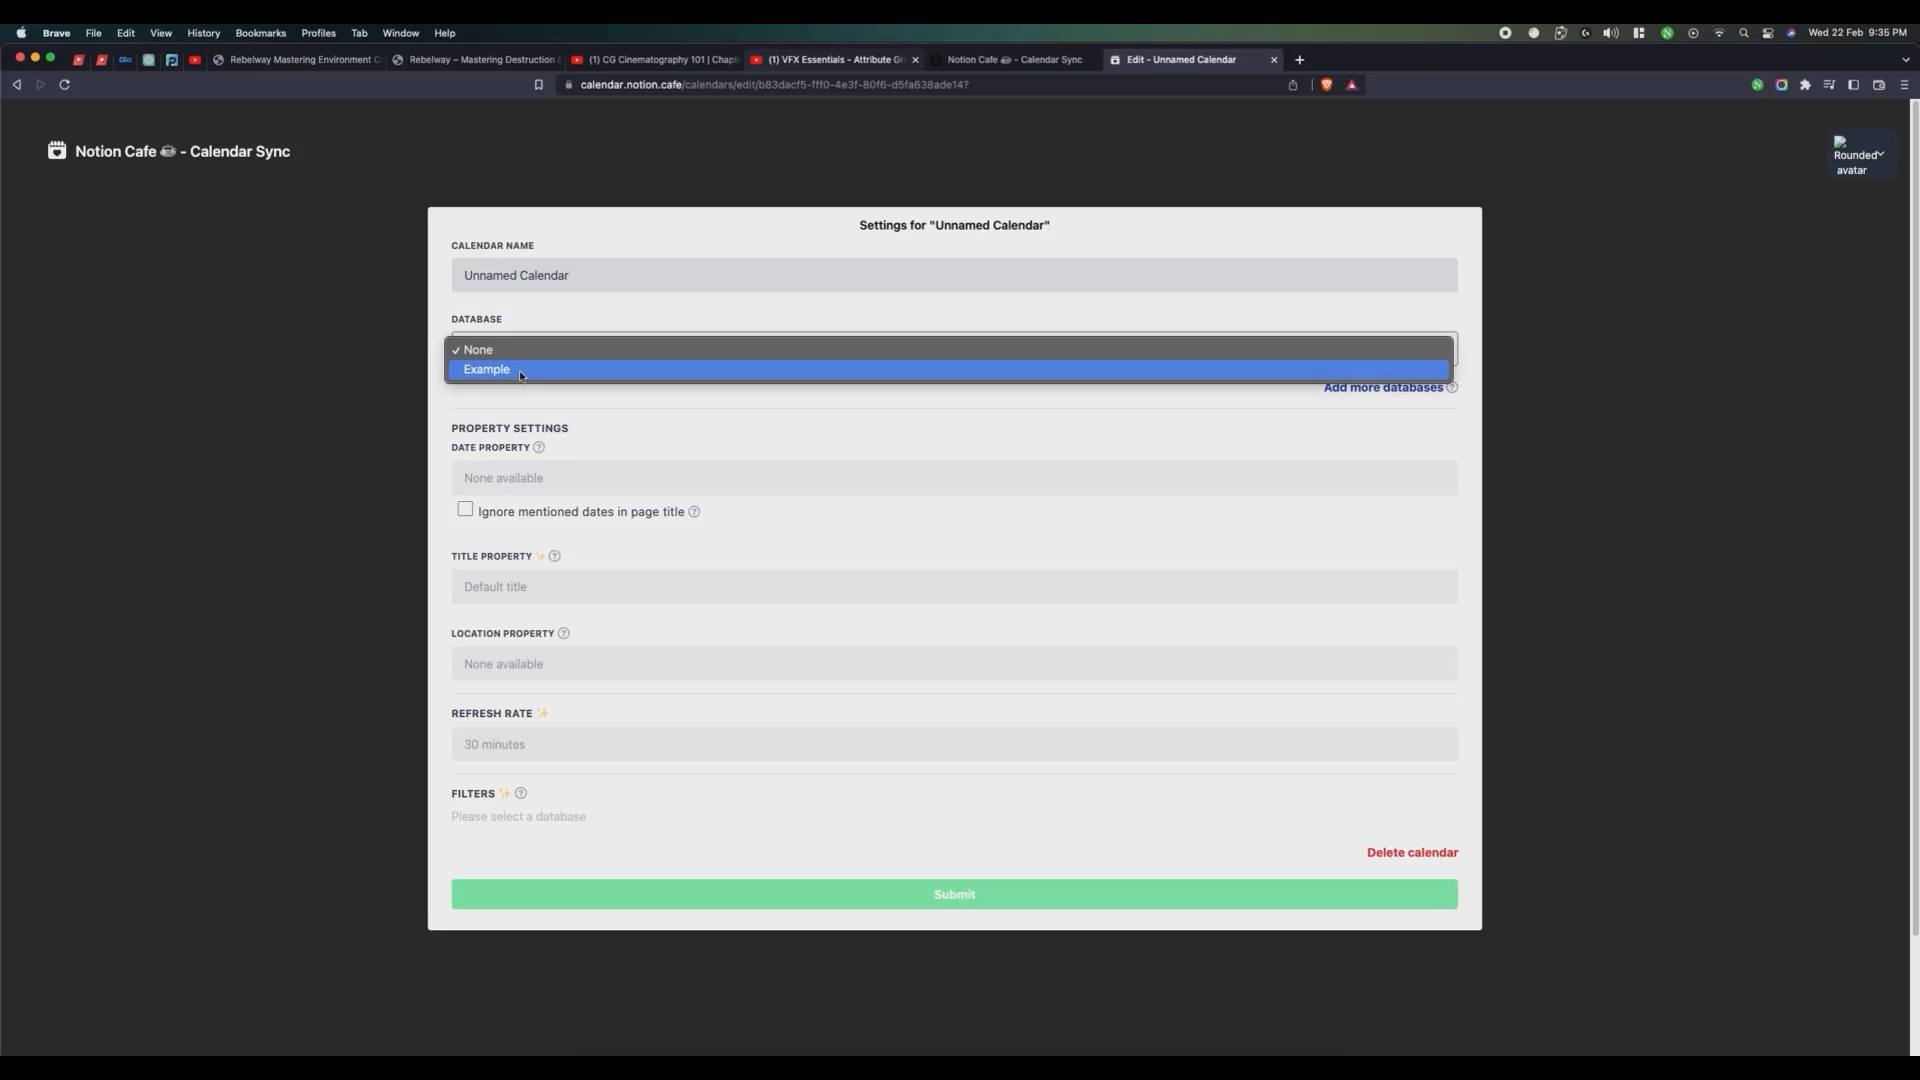 Brave File Edit View History Bookmarks Profiles Tab Window Help Wed 22 Feb 9:35 PM
Rebelway Mastering Environment C Rebelway – Mastering Destruction (1) CG Cinematography 101 | Chapt (1) VFX Essentials - Attribute Gr Notion Cafe ☕ - Calendar Sync Edit - Unnamed Calendar
calendar.notion.cafe/calendars/edit/b83dacf5-fff0-4e3f-80f6-d5fa638ade14?
Notion Cafe ☕ - Calendar Sync
Rounded
avatar
Settings for "Unnamed Calendar"
CALENDAR NAME
Unnamed Calendar
DATABASE
✓ None
Example
Add more databases ?
PROPERTY SETTINGS
DATE PROPERTY ?
None available
Ignore mentioned dates in page title ?
TITLE PROPERTY ✨ ?
Default title
LOCATION PROPERTY ?
None available
REFRESH RATE ✨
30 minutes
FILTERS ✨ ?
Please select a database
Delete calendar
Submit